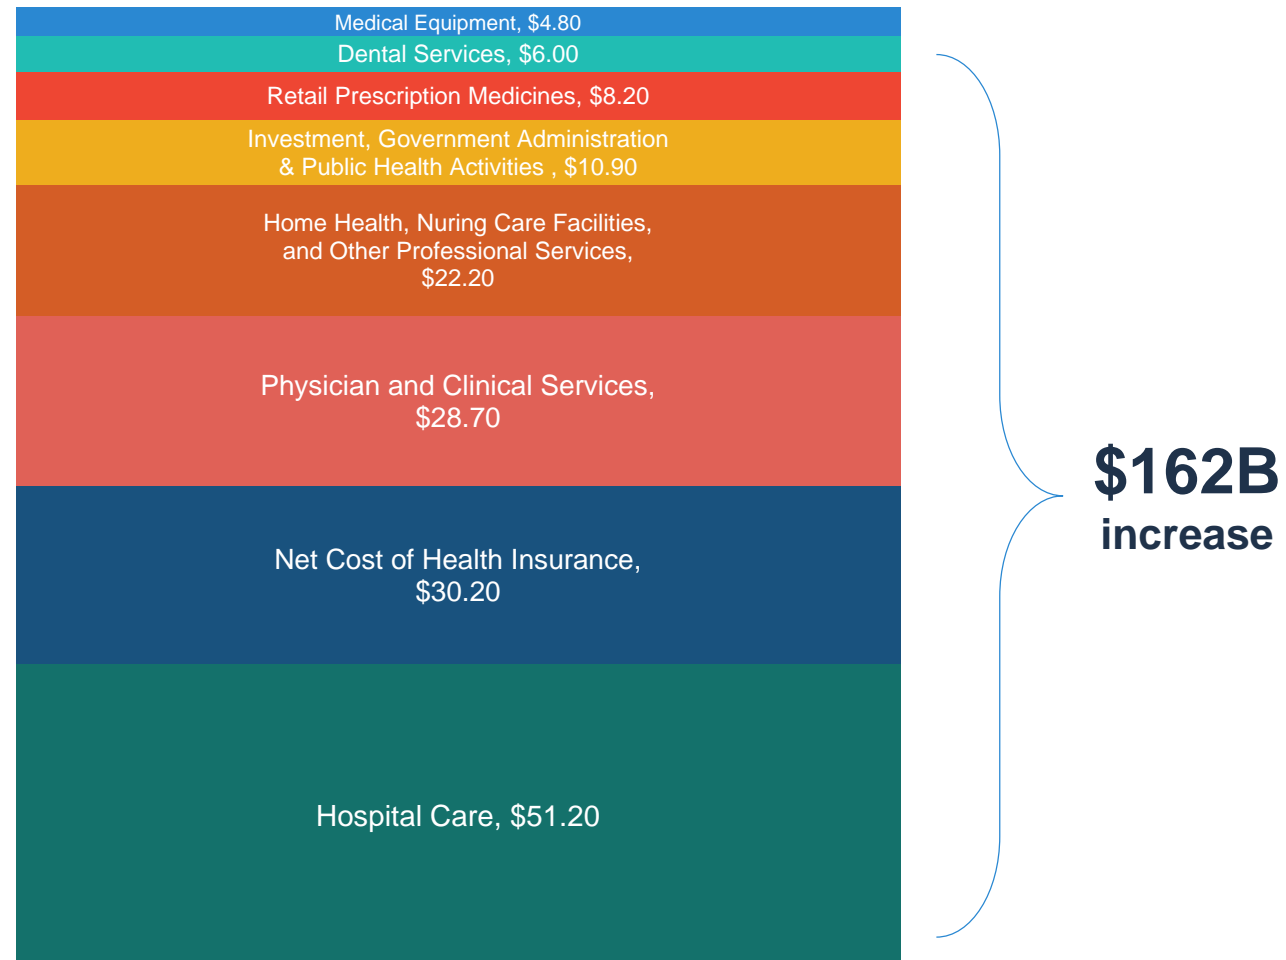 Medical Equipment, $4.80
Dental Services, $6.00
Retail Prescription Medicines, $8.20
Investment, Government Administration
& Public Health Activities , $10.90
Home Health, Nuring Care Facilities,
and Other Professional Services,
$22.20
Physician and Clinical Services,
$28.70
Net Cost of Health Insurance,
$30.20
Hospital Care, $51.20
$162B
increase